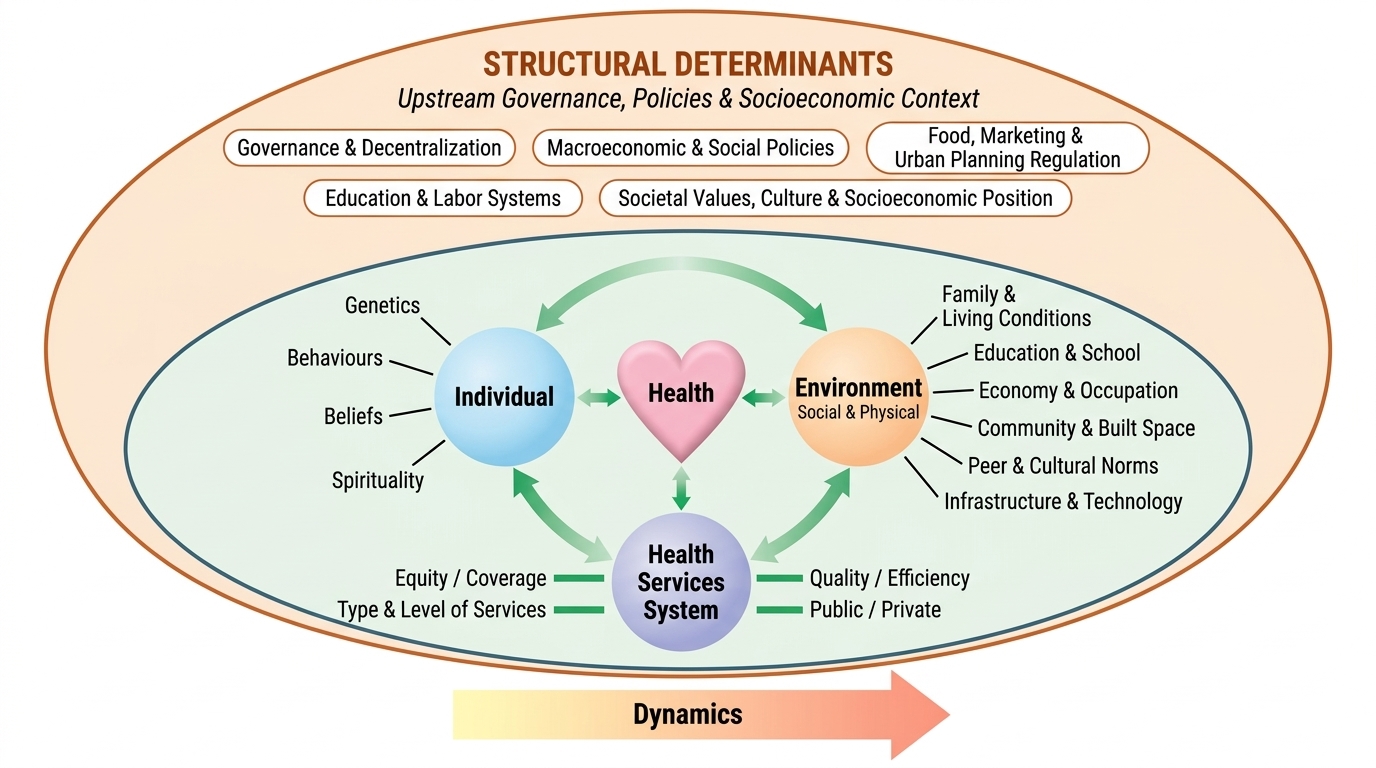 STRUCTURAL DETERMINANTS
Upstream Governance, Policies & Socioeconomic Context
Governance & Decentralization
Macroeconomic & Social Policies
Food, Marketing &
Urban Planning Regulation
Education & Labor Systems
Societal Values, Culture & Socioeconomic Position
Genetics
Behaviours
Beliefs
Spirituality
Individual
Health
Environment
Social & Physical
Family &
Living Conditions
Education & School
Economy & Occupation
Community & Built Space
Peer & Cultural Norms
Infrastructure & Technology
Health
Services
System
Equity / Coverage
Type & Level of Services
Quality / Efficiency
Public / Private
Dynamics